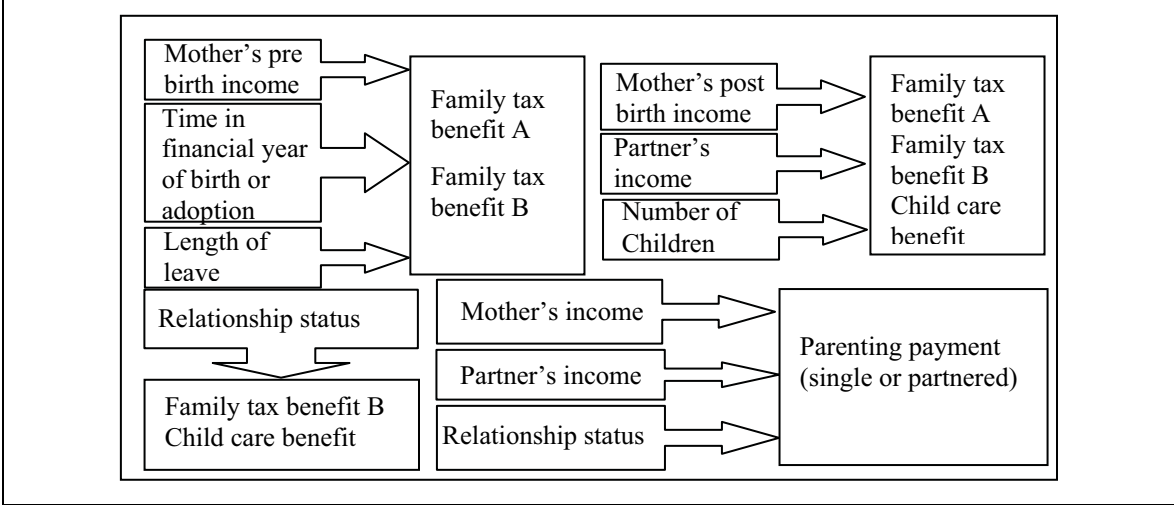 Mother's pre
birth income
Time in
financial year
of birth or
adoption
Length of
leave
Family tax
benefit A
Family tax
benefit B
Mother's post
birth income
Partner's
income
Number of
Children
Family tax
benefit A
Family tax
benefit B
Child care
benefit
Relationship status
Family tax benefit B
Child care benefit
Mother's income
Partner's income
Relationship status
Parenting payment
(single or partnered)